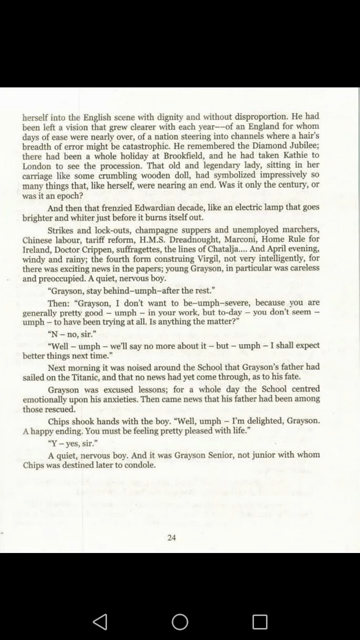 herself into the English scene with dignity and without disproportion. He had
been left a vision that grew clearer with each year—of an England for whom
days of ease were nearly over, of a nation steering into channels where a hair's
breadth of error might be catastrophic. He remembered the Diamond Jubilee;
there had been a whole holiday at Brookfield, and he had taken Kathie to
London to see the procession. That old and legendary lady, sitting in her
carriage like some crumbling wooden doll, had symbolized impressively so
many things that, like herself, were nearing an end. Was it only the century, or
was it an epoch?
And then that frenzied Edwardian decade, like an electric lamp that goes
brighter and whiter just before it burns itself out.
Strikes and lock-outs, champagne suppers and unemployed marchers,
Chinese labour, tariff reform, H.M.S. Dreadnought, Marconi, Home Rule for
Ireland, Doctor Crippen, suffragettes, the lines of Chatalja.... And April evening,
windy and rainy; the fourth form construing Virgil, not very intelligently, for
there was exciting news in the papers; young Grayson, in particular was careless
and preoccupied. A quiet, nervous boy.
"Grayson, stay behind–umph–after the rest."
Then: "Grayson, I don't want to be–umph–severe, because you are
generally pretty good – umph – in your work, but to-day – you don't seem –
umph – to have been trying at all. Is anything the matter?"
"N – no, sir."
"Well – umph – we'll say no more about it – but – umph – I shall expect
better things next time."
Next morning it was noised around the School that Grayson's father had
sailed on the Titanic, and that no news had yet come through, as to his fate.
Grayson was excused lessons; for a whole day the School centred
emotionally upon his anxieties. Then came news that his father had been among
those rescued.
Chips shook hands with the boy. "Well, umph – I'm delighted, Grayson.
A happy ending. You must be feeling pretty pleased with life."
"Y – yes, sir."
A quiet, nervous boy. And it was Grayson Senior, not junior with whom
Chips was destined later to condole.
24